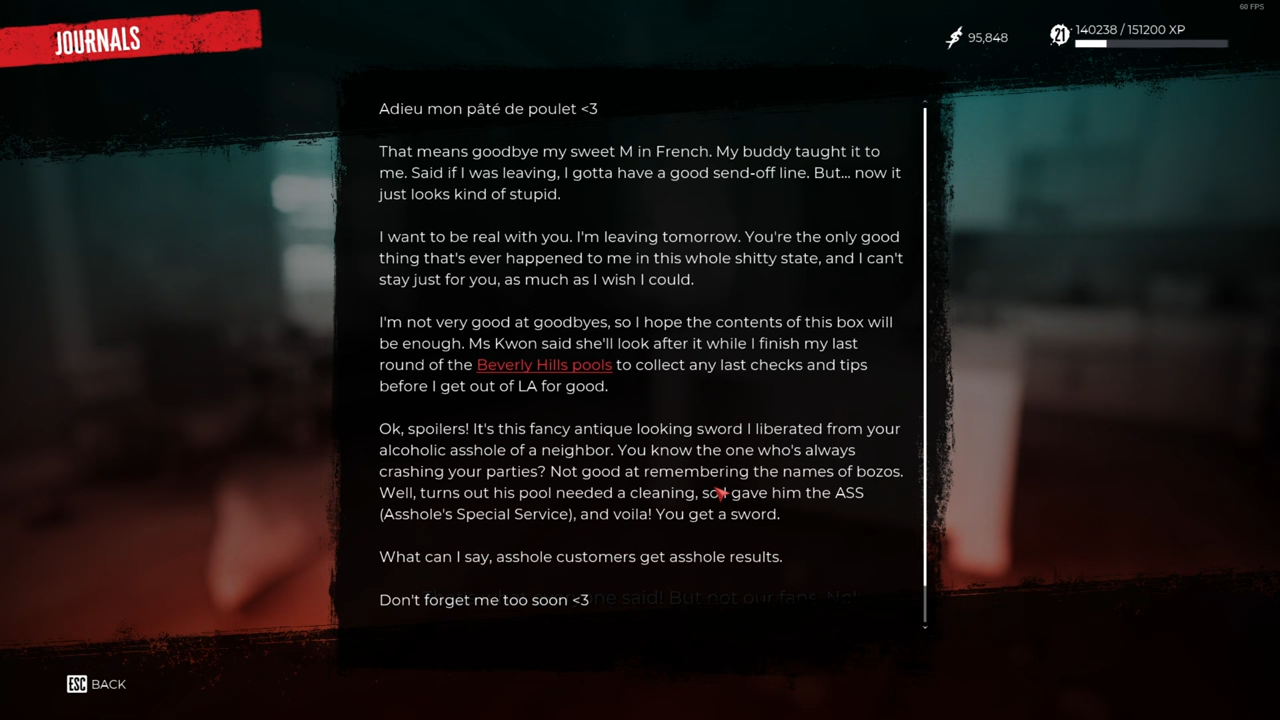 60 FPS
JOURNALS
95,848
21
140238 / 151200 XP
Adieu mon pâté de poulet <3
That means goodbye my sweet M in French. My buddy taught it to
me. Said if I was leaving, I gotta have a good send-off line. But... now it
just looks kind of stupid.
I want to be real with you. I'm leaving tomorrow. You're the only good
thing that's ever happened to me in this whole shitty state, and I can't
stay just for you, as much as I wish I could.
I'm not very good at goodbyes, so I hope the contents of this box will
be enough. Ms Kwon said she'll look after it while I finish my last
round of the Beverly Hills pools to collect any last checks and tips
before I get out of LA for good.
Ok, spoilers! It's this fancy antique looking sword I liberated from your
alcoholic asshole of a neighbor. You know the one who's always
crashing your parties? Not good at remembering the names of bozos.
Well, turns out his pool needed a cleaning, so I gave him the ASS
(Asshole's Special Service), and voila! You get a sword.
What can I say, asshole customers get asshole results.
Don't forget me too soon <3
one said! But not our fans. No!
ESC BACK